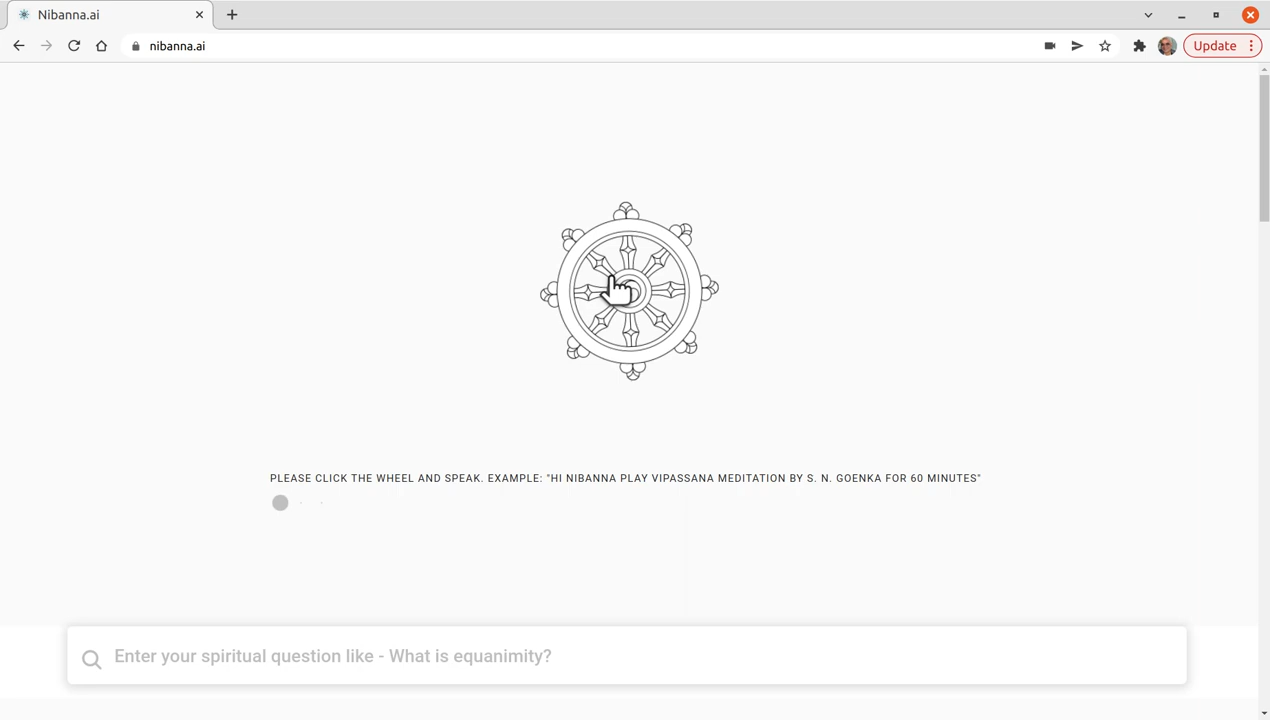 Nibanna.ai
nibanna.ai
Update
PLEASE CLICK THE WHEEL AND SPEAK. EXAMPLE: "HI NIBANNA PLAY VIPASSANA MEDITATION BY S. N. GOENKA FOR 60 MINUTES"
Enter your spiritual question like - What is equanimity?